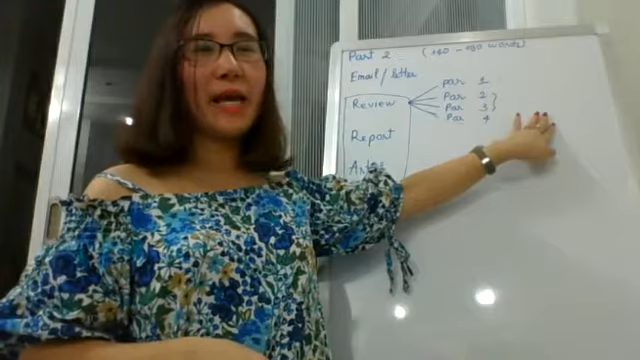 Part 2 (140 - 190 words)
Email / letter
Review par 1
Par 2
Par 3
Par 4
Report